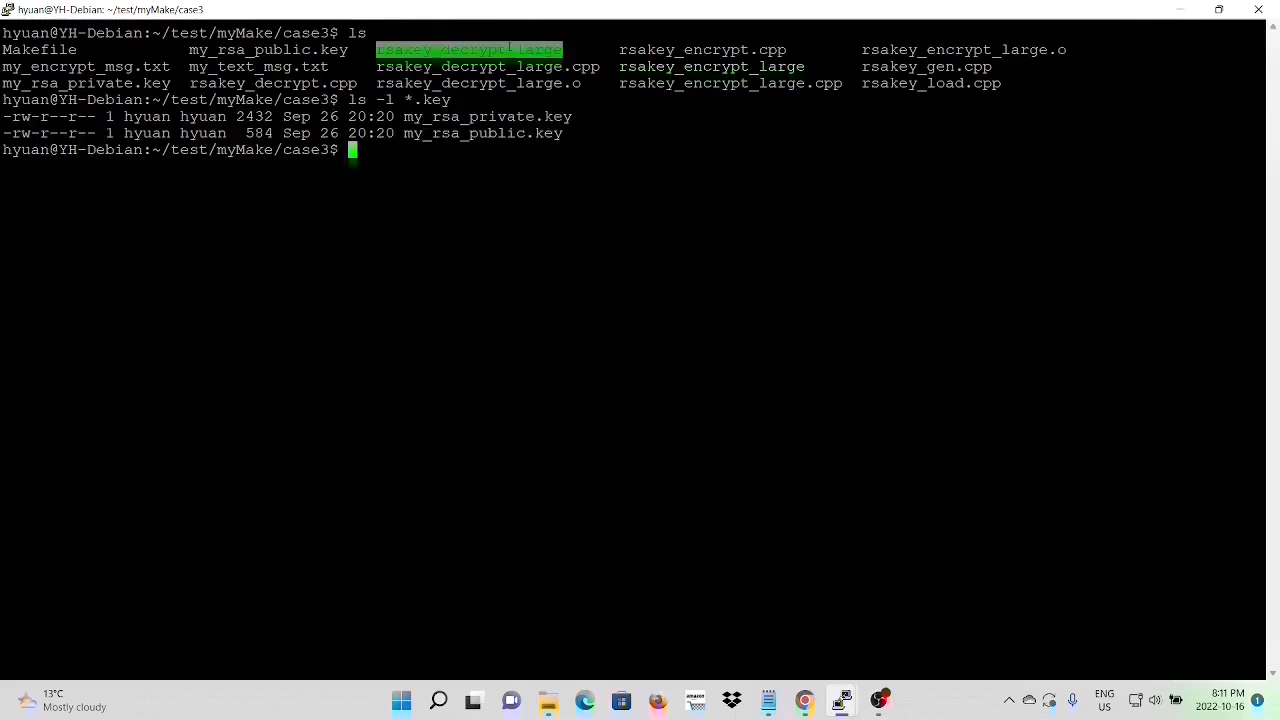 hyuan@YH-Debian: ~/test/myMake/case3
hyuan@YH-Debian:~/test/myMake/case3$ ls
Makefile my_rsa_public.key rsakey_decrypt_large rsakey_encrypt.cpp rsakey_encrypt_large.o
my_encrypt_msg.txt my_text_msg.txt rsakey_decrypt_large.cpp rsakey_encrypt_large rsakey_gen.cpp
my_rsa_private.key rsakey_decrypt.cpp rsakey_decrypt_large.o rsakey_encrypt_large.cpp rsakey_load.cpp
hyuan@YH-Debian:~/test/myMake/case3$ ls -l *.key
-rw-r--r-- 1 hyuan hyuan 2432 Sep 26 20:20 my_rsa_private.key
-rw-r--r-- 1 hyuan hyuan  584 Sep 26 20:20 my_rsa_public.key
hyuan@YH-Debian:~/test/myMake/case3$
13°C
Mostly cloudy
amazon
ENG
US
8:11 PM
2022-10-16
1